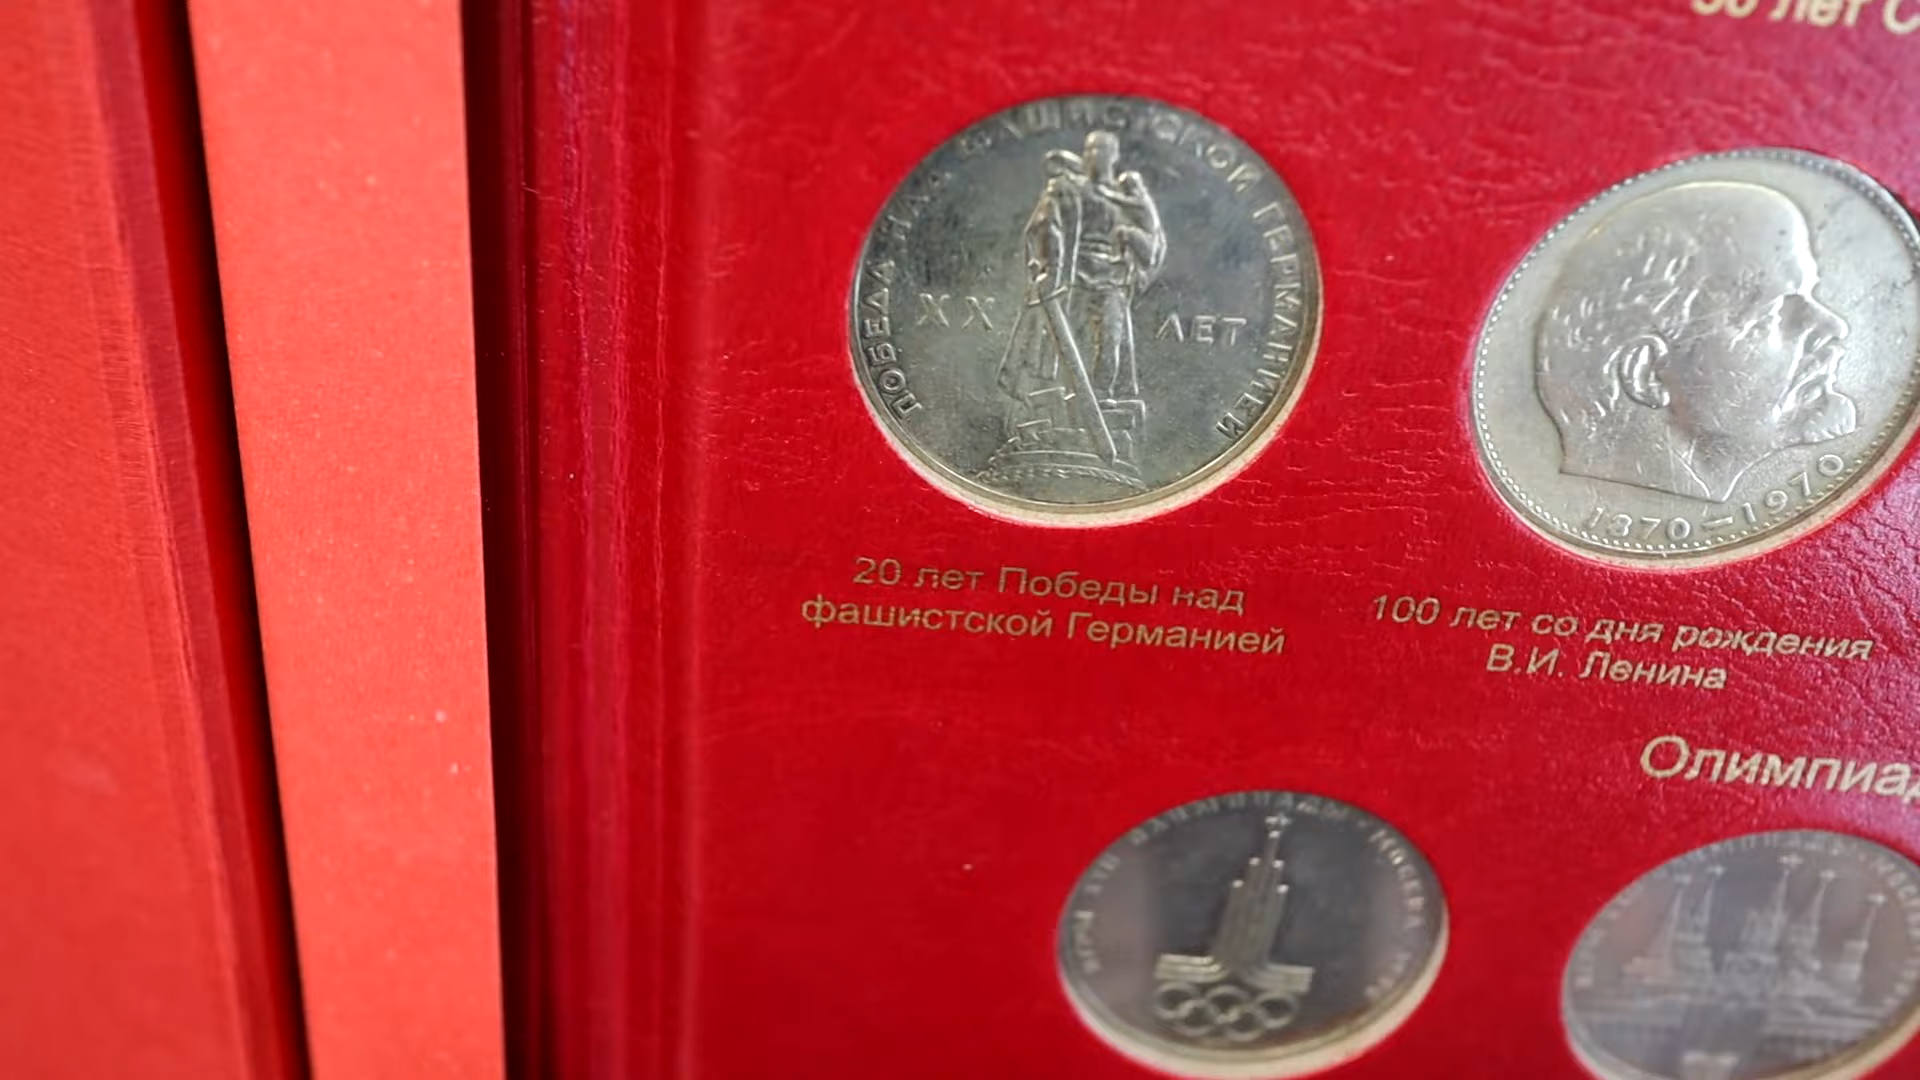 лет С
ПОБЕДА НАД ФАШИСТСКОЙ ГЕРМАНИЕЙ
XX ЛЕТ
1870–1970
20 лет Победы над
фашистской Германией
100 лет со дня рождения
В.И. Ленина
Олимпиад